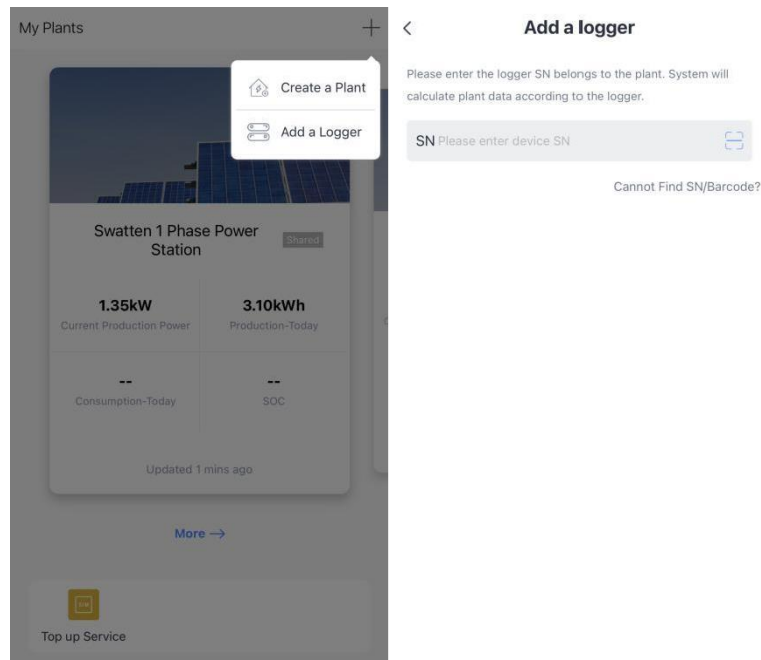 My Plants
Create a Plant
Add a Logger
Swatten 1 Phase Power
Station
Shared
1.35kW
3.10kWh
Current Production Power
Production-Today
--
--
Consumption-Today
SOC
Updated 1 mins ago
More →
Top up Service
Add a logger
Please enter the logger SN belongs to the plant. System will
calculate plant data according to the logger.
SN Please enter device SN
Cannot Find SN/Barcode?